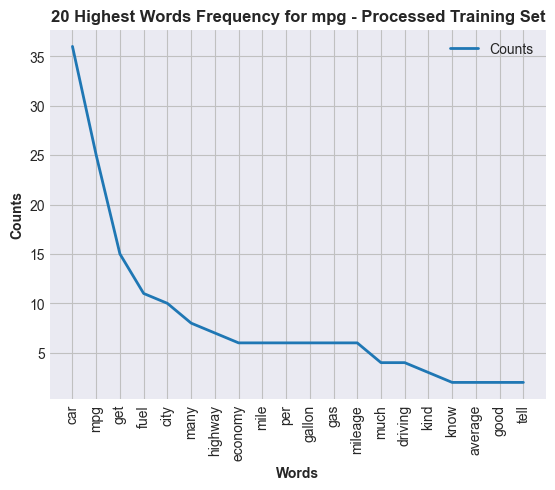 20 Highest Words Frequency for mpg - Processed Training Set
Counts
Counts
35
30
25
20
15
10
5
car
mpg
get
fuel
city
many
highway
economy
mile
per
gallon
gas
mileage
much
driving
kind
know
average
good
tell
Words